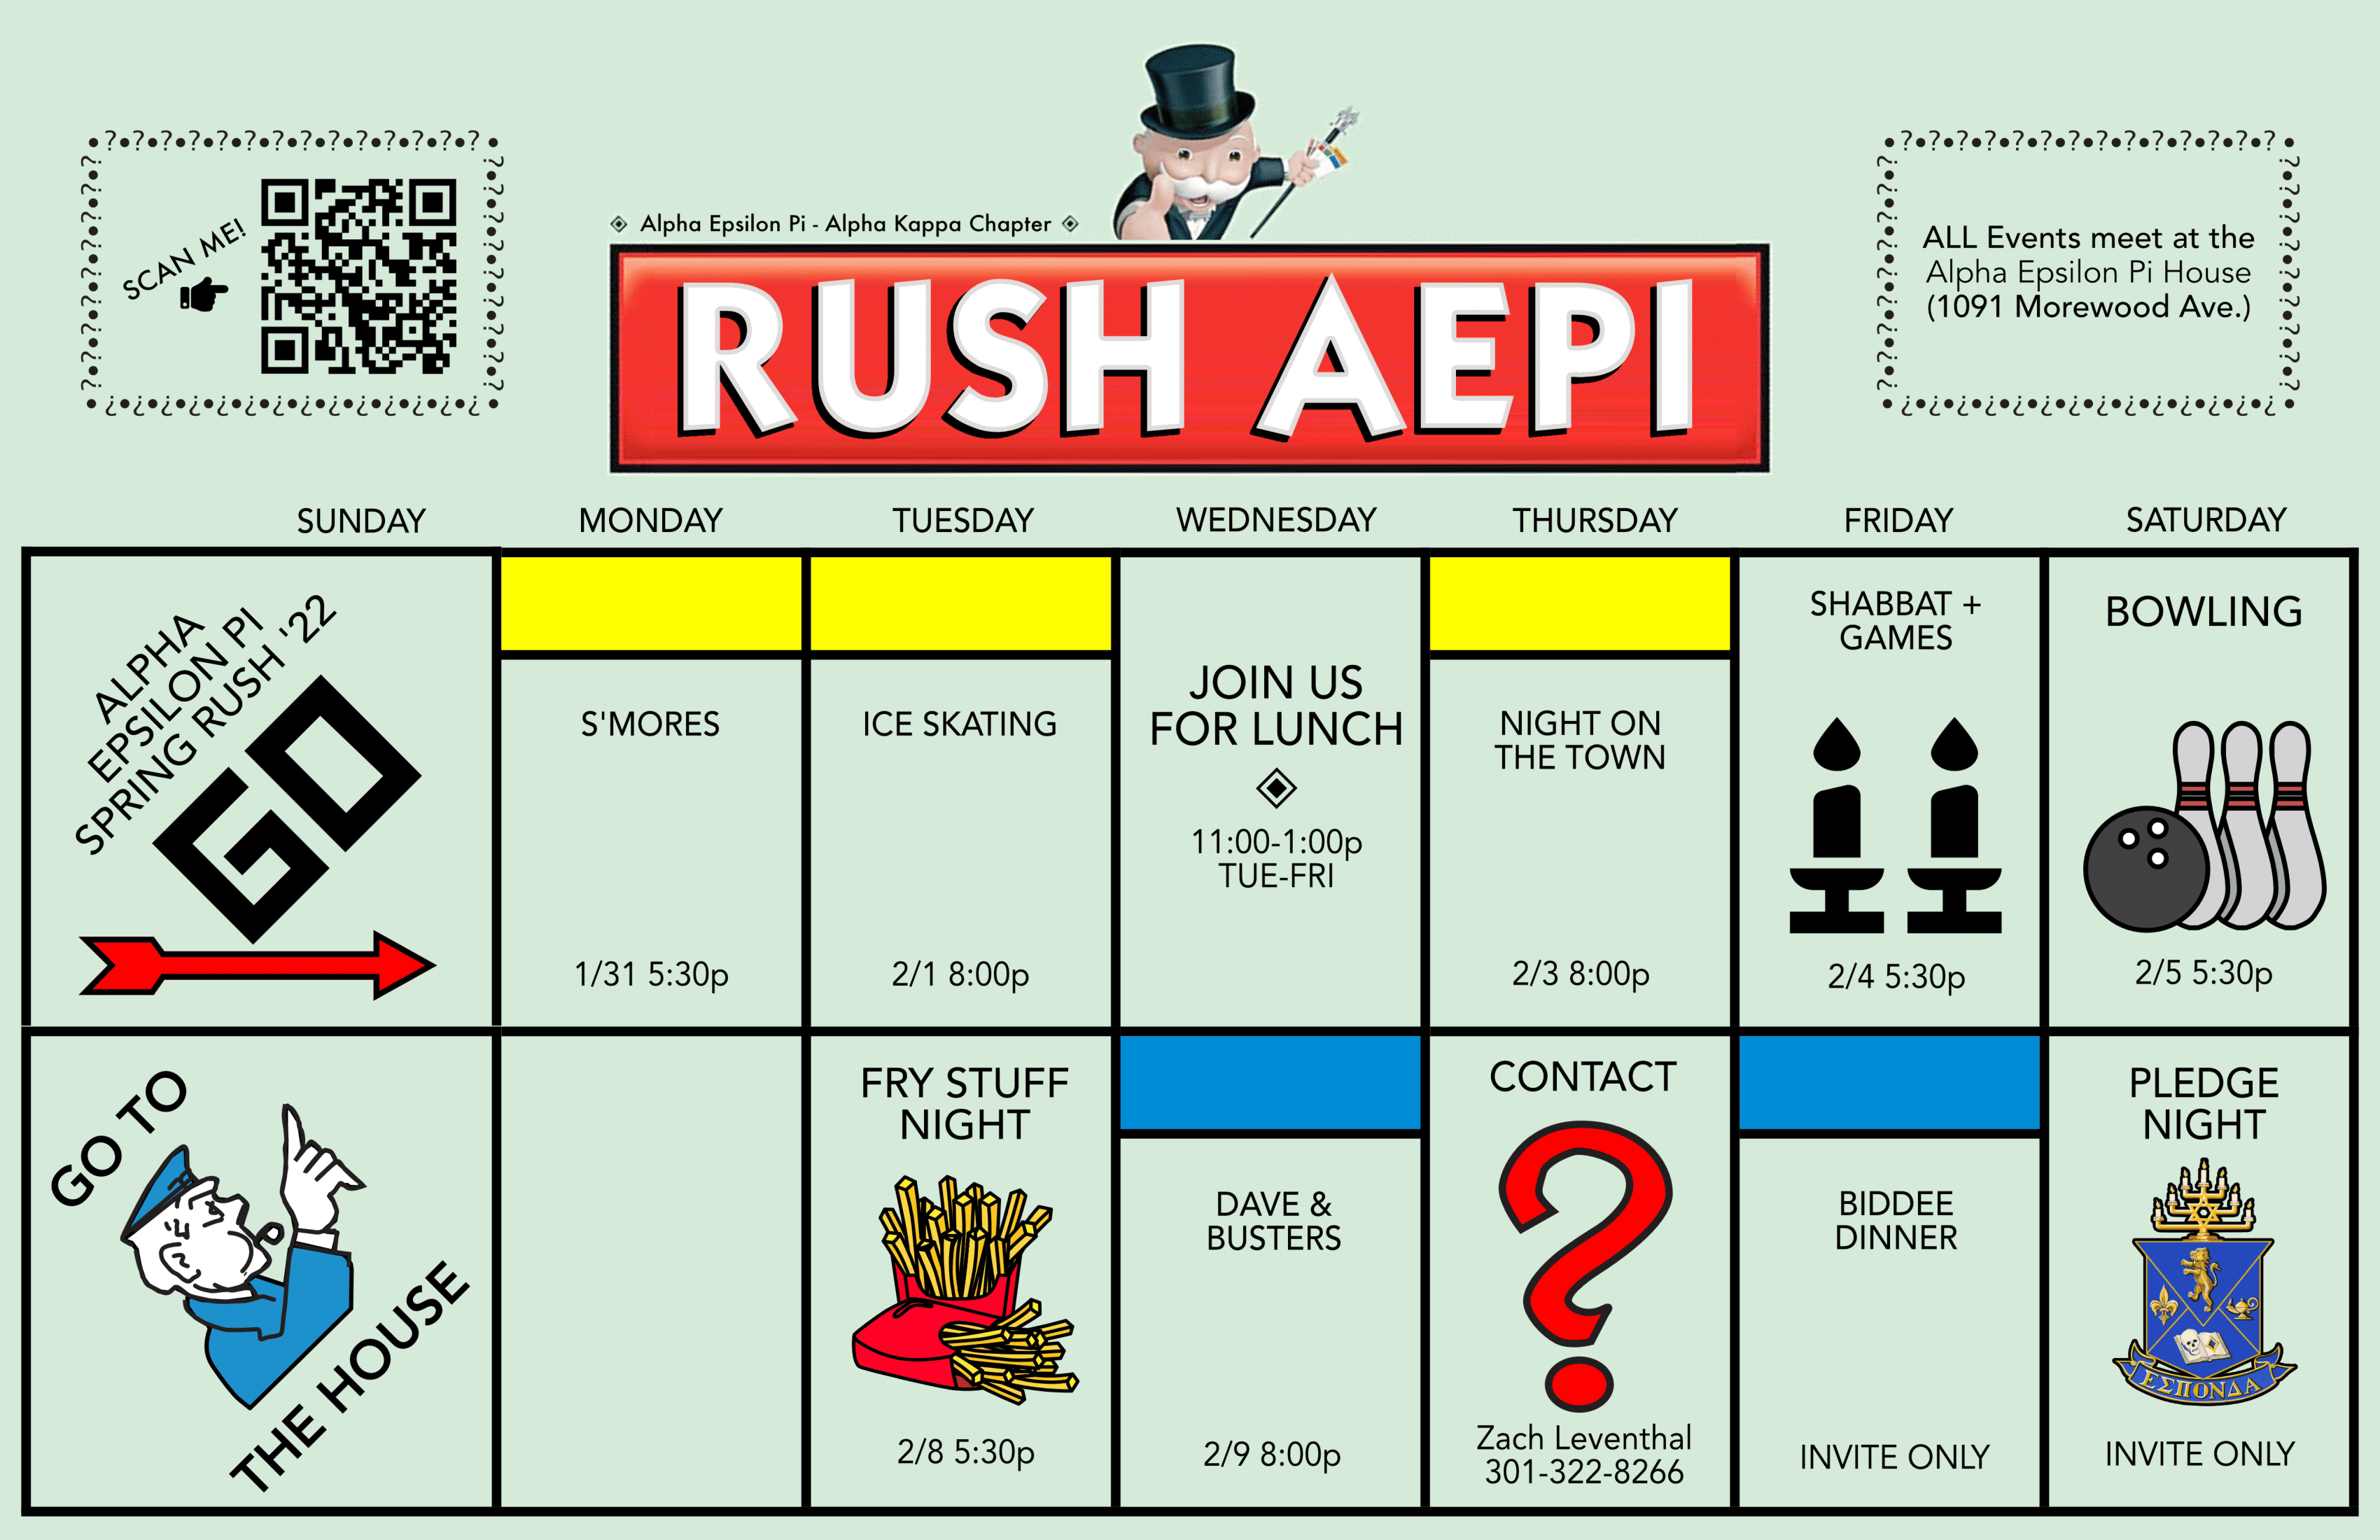 SCAN ME!
Alpha Epsilon Pi - Alpha Kappa Chapter
RUSH AEPI
ALL Events meet at the
Alpha Epsilon Pi House
(1091 Morewood Ave.)
SUNDAY
MONDAY
TUESDAY
WEDNESDAY
THURSDAY
FRIDAY
SATURDAY
ALPHA
EPSILON PI
SPRING RUSH '22
GO
S'MORES
1/31 5:30p
ICE SKATING
2/1 8:00p
JOIN US
FOR LUNCH
11:00-1:00p
TUE-FRI
NIGHT ON
THE TOWN
2/3 8:00p
SHABBAT +
GAMES
2/4 5:30p
BOWLING
2/5 5:30p
GO TO
THE HOUSE
FRY STUFF
NIGHT
2/8 5:30p
DAVE &
BUSTERS
2/9 8:00p
CONTACT
?
Zach Leventhal
301-322-8266
BIDDEE
DINNER
INVITE ONLY
PLEDGE
NIGHT
ΕΣΠΟΝΔΑ
INVITE ONLY